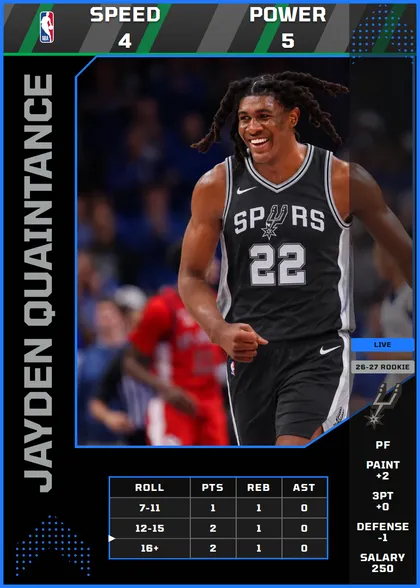 SPEED
4
POWER
5
NBA
JAYDEN QUAINTANCE
SPURS
22
LIVE
26-27 ROOKIE
PF
PAINT
+2
3PT
+0
DEFENSE
-1
SALARY
250
ROLL PTS REB AST
7-11 1 1 0
12-15 2 1 0
16+ 2 1 0